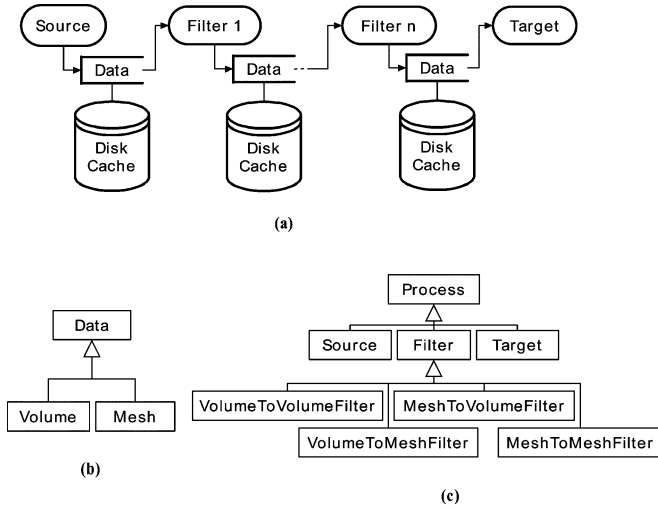 Source
Filter 1
Filter n
Target
Data
Data
Data
Disk
Cache
Disk
Cache
Disk
Cache
(a)
Data
Volume
Mesh
(b)
Process
Source
Filter
Target
VolumeToVolumeFilter
MeshToVolumeFilter
VolumeToMeshFilter
MeshToMeshFilter
(c)